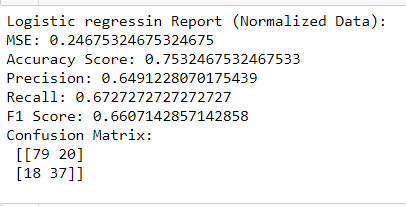 Logistic regressin Report (Normalized Data):
MSE: 0.24675324675324675
Accuracy Score: 0.7532467532467533
Precision: 0.6491228070175439
Recall: 0.6727272727272727
F1 Score: 0.6607142857142858
Confusion Matrix:
[[79 20]
[18 37]]